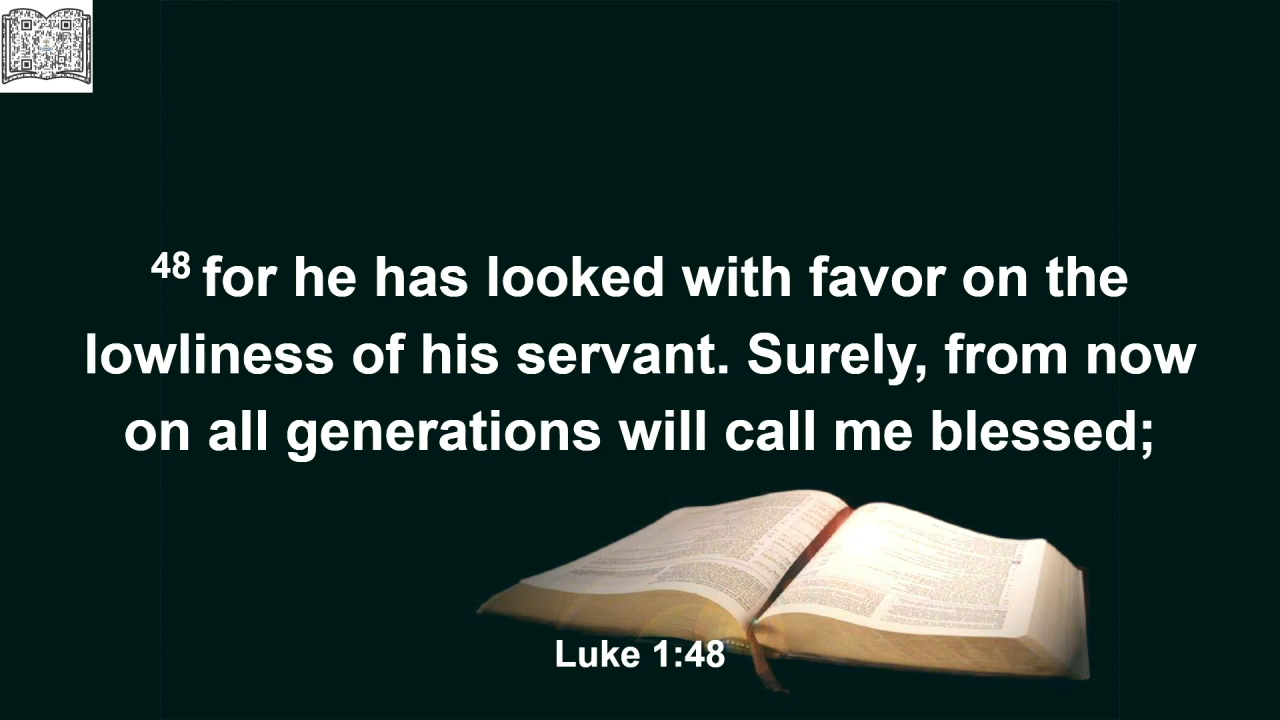 48 for he has looked with favor on the
lowliness of his servant. Surely, from now
on all generations will call me blessed;
Luke 1:48